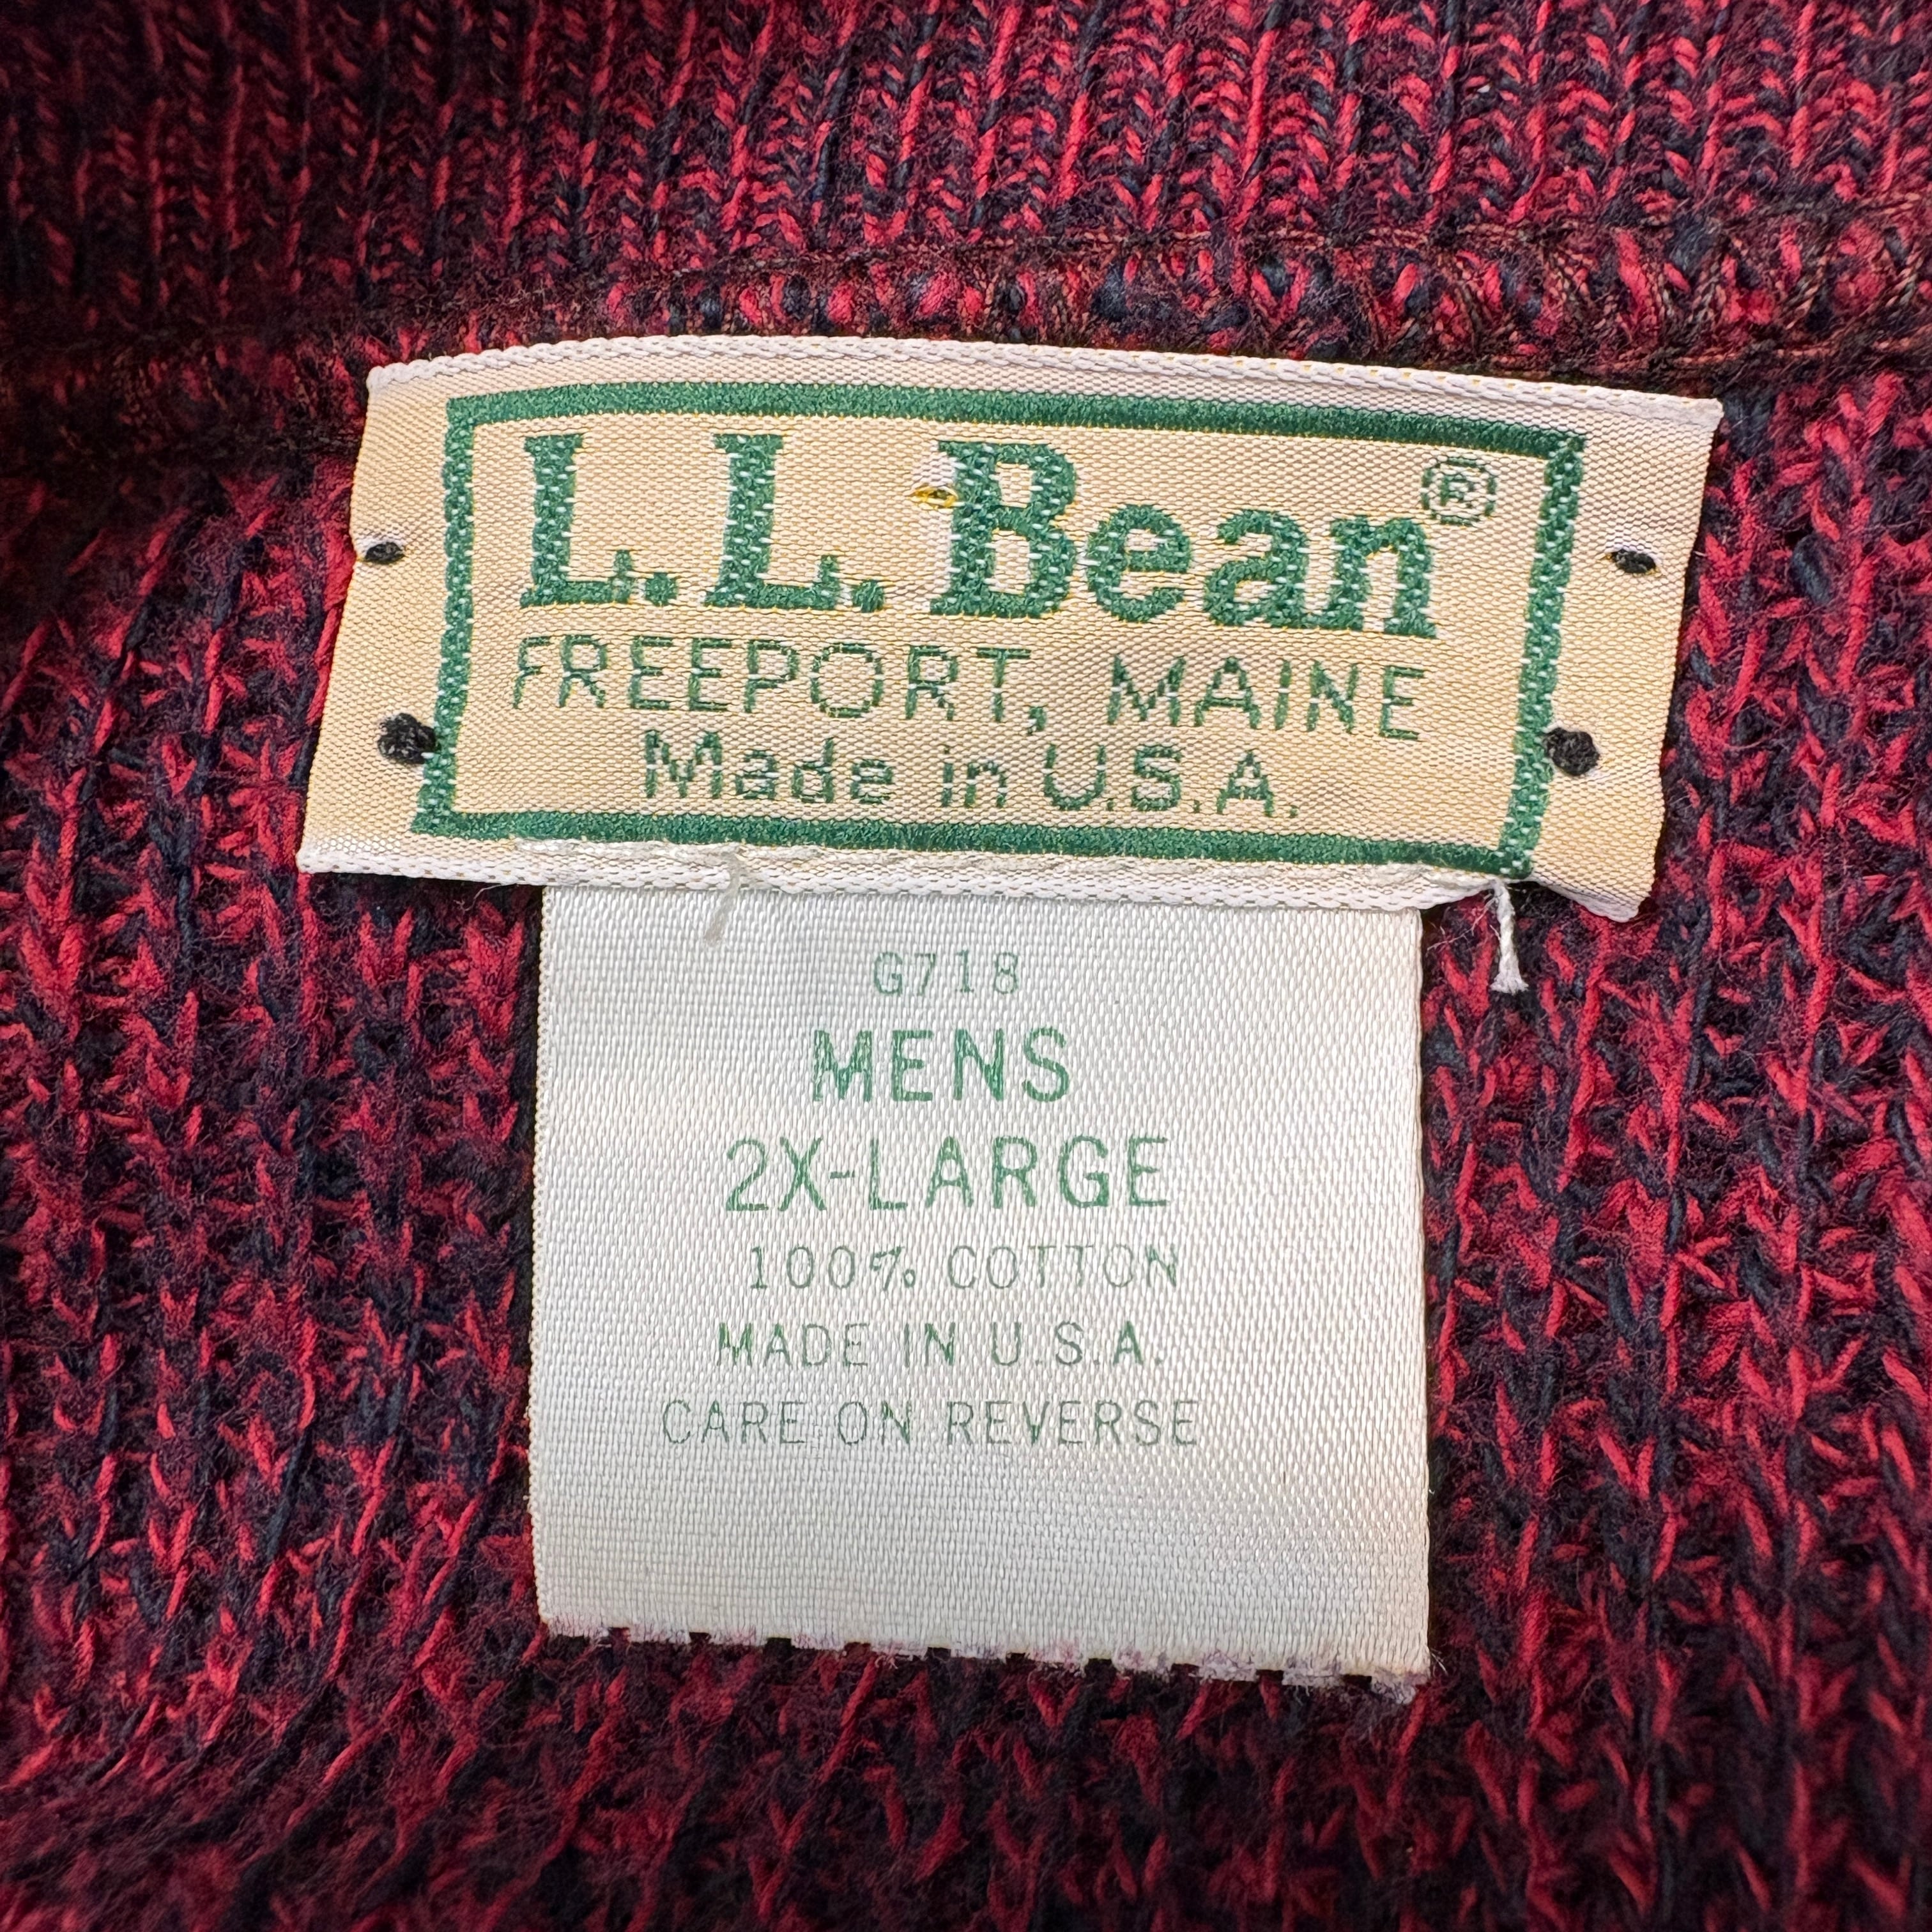 L.L.Bean®
FREEPORT, MAINE
Made in U.S.A.
G718
MENS
2X-LARGE
100% COTTON
MADE IN U.S.A.
CARE ON REVERSE